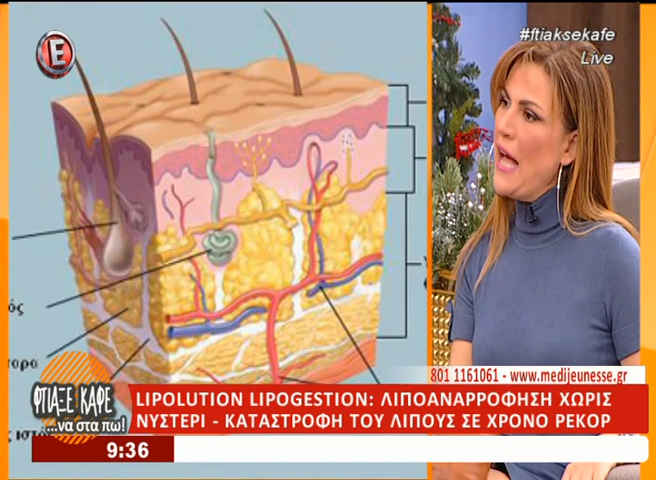 E
#ftiaksekafe
Live
ός
801 1161061 - www.medijeunesse.gr
ΦΤΙΑΞΕ ΚΑΦΕ
...να στα πω!
LIPOLUTION LIPOGESTION: ΛΙΠΟΑΝΑΡΡΟΦΗΣΗ ΧΩΡΙΣ
ΝΥΣΤΕΡΙ - ΚΑΤΑΣΤΡΟΦΗ ΤΟΥ ΛΙΠΟΥΣ ΣΕ ΧΡΟΝΟ ΡΕΚΟΡ
9:36